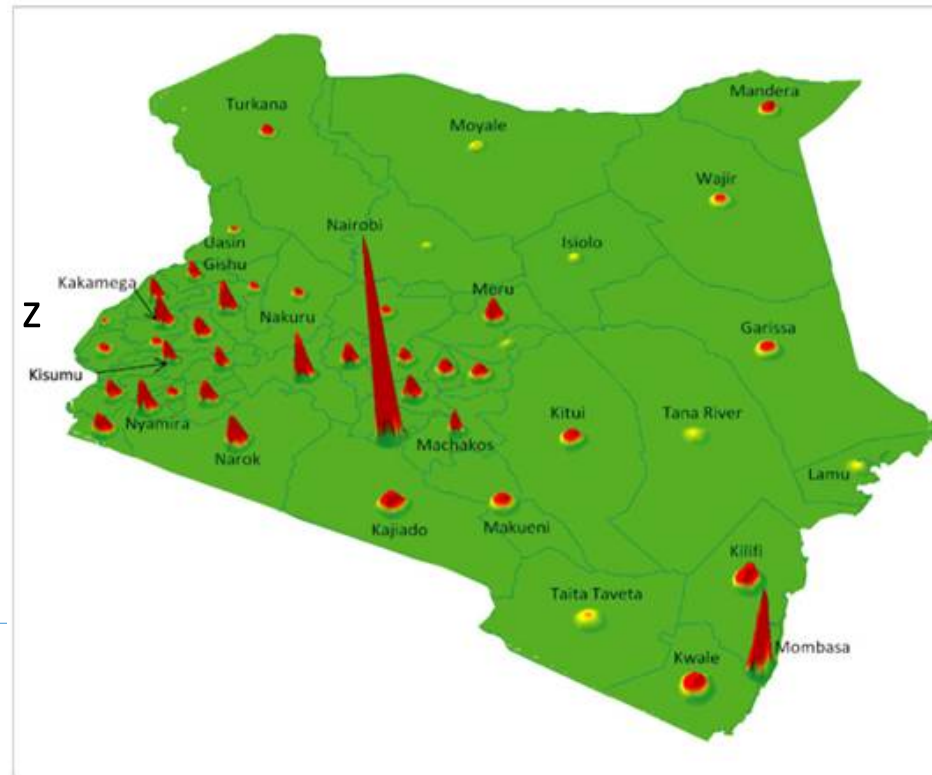 Mandera
Turkana
Moyale
Wajir
Nairobi
Uasin
Gishu
Isiolo
Kakamega
Meru
Z
Nakuru
Garissa
Kisumu
Kitui
Tana River
Nyamira
Machakos
Narok
Lamu
Kajiado
Makueni
Kilifi
Taita Taveta
Mombasa
Kwale